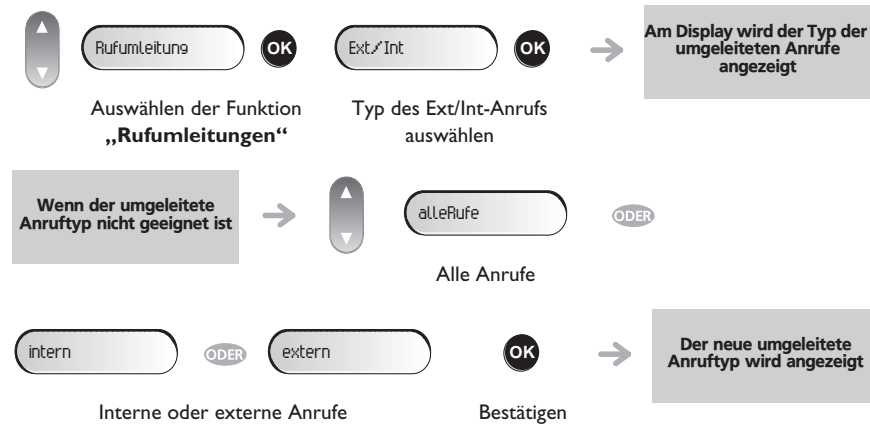 Rufumleitung
OK
Ext/Int
OK
Am Display wird der Typ der
umgeleiteten Anrufe
angezeigt
Auswählen der Funktion
„Rufumleitungen“
Typ des Ext/Int-Anrufs
auswählen
Wenn der umgeleitete
Anruftyp nicht geeignet ist
alleRufe
ODER
Alle Anrufe
intern
ODER
extern
OK
Der neue umgeleitete
Anruftyp wird angezeigt
Interne oder externe Anrufe
Bestätigen